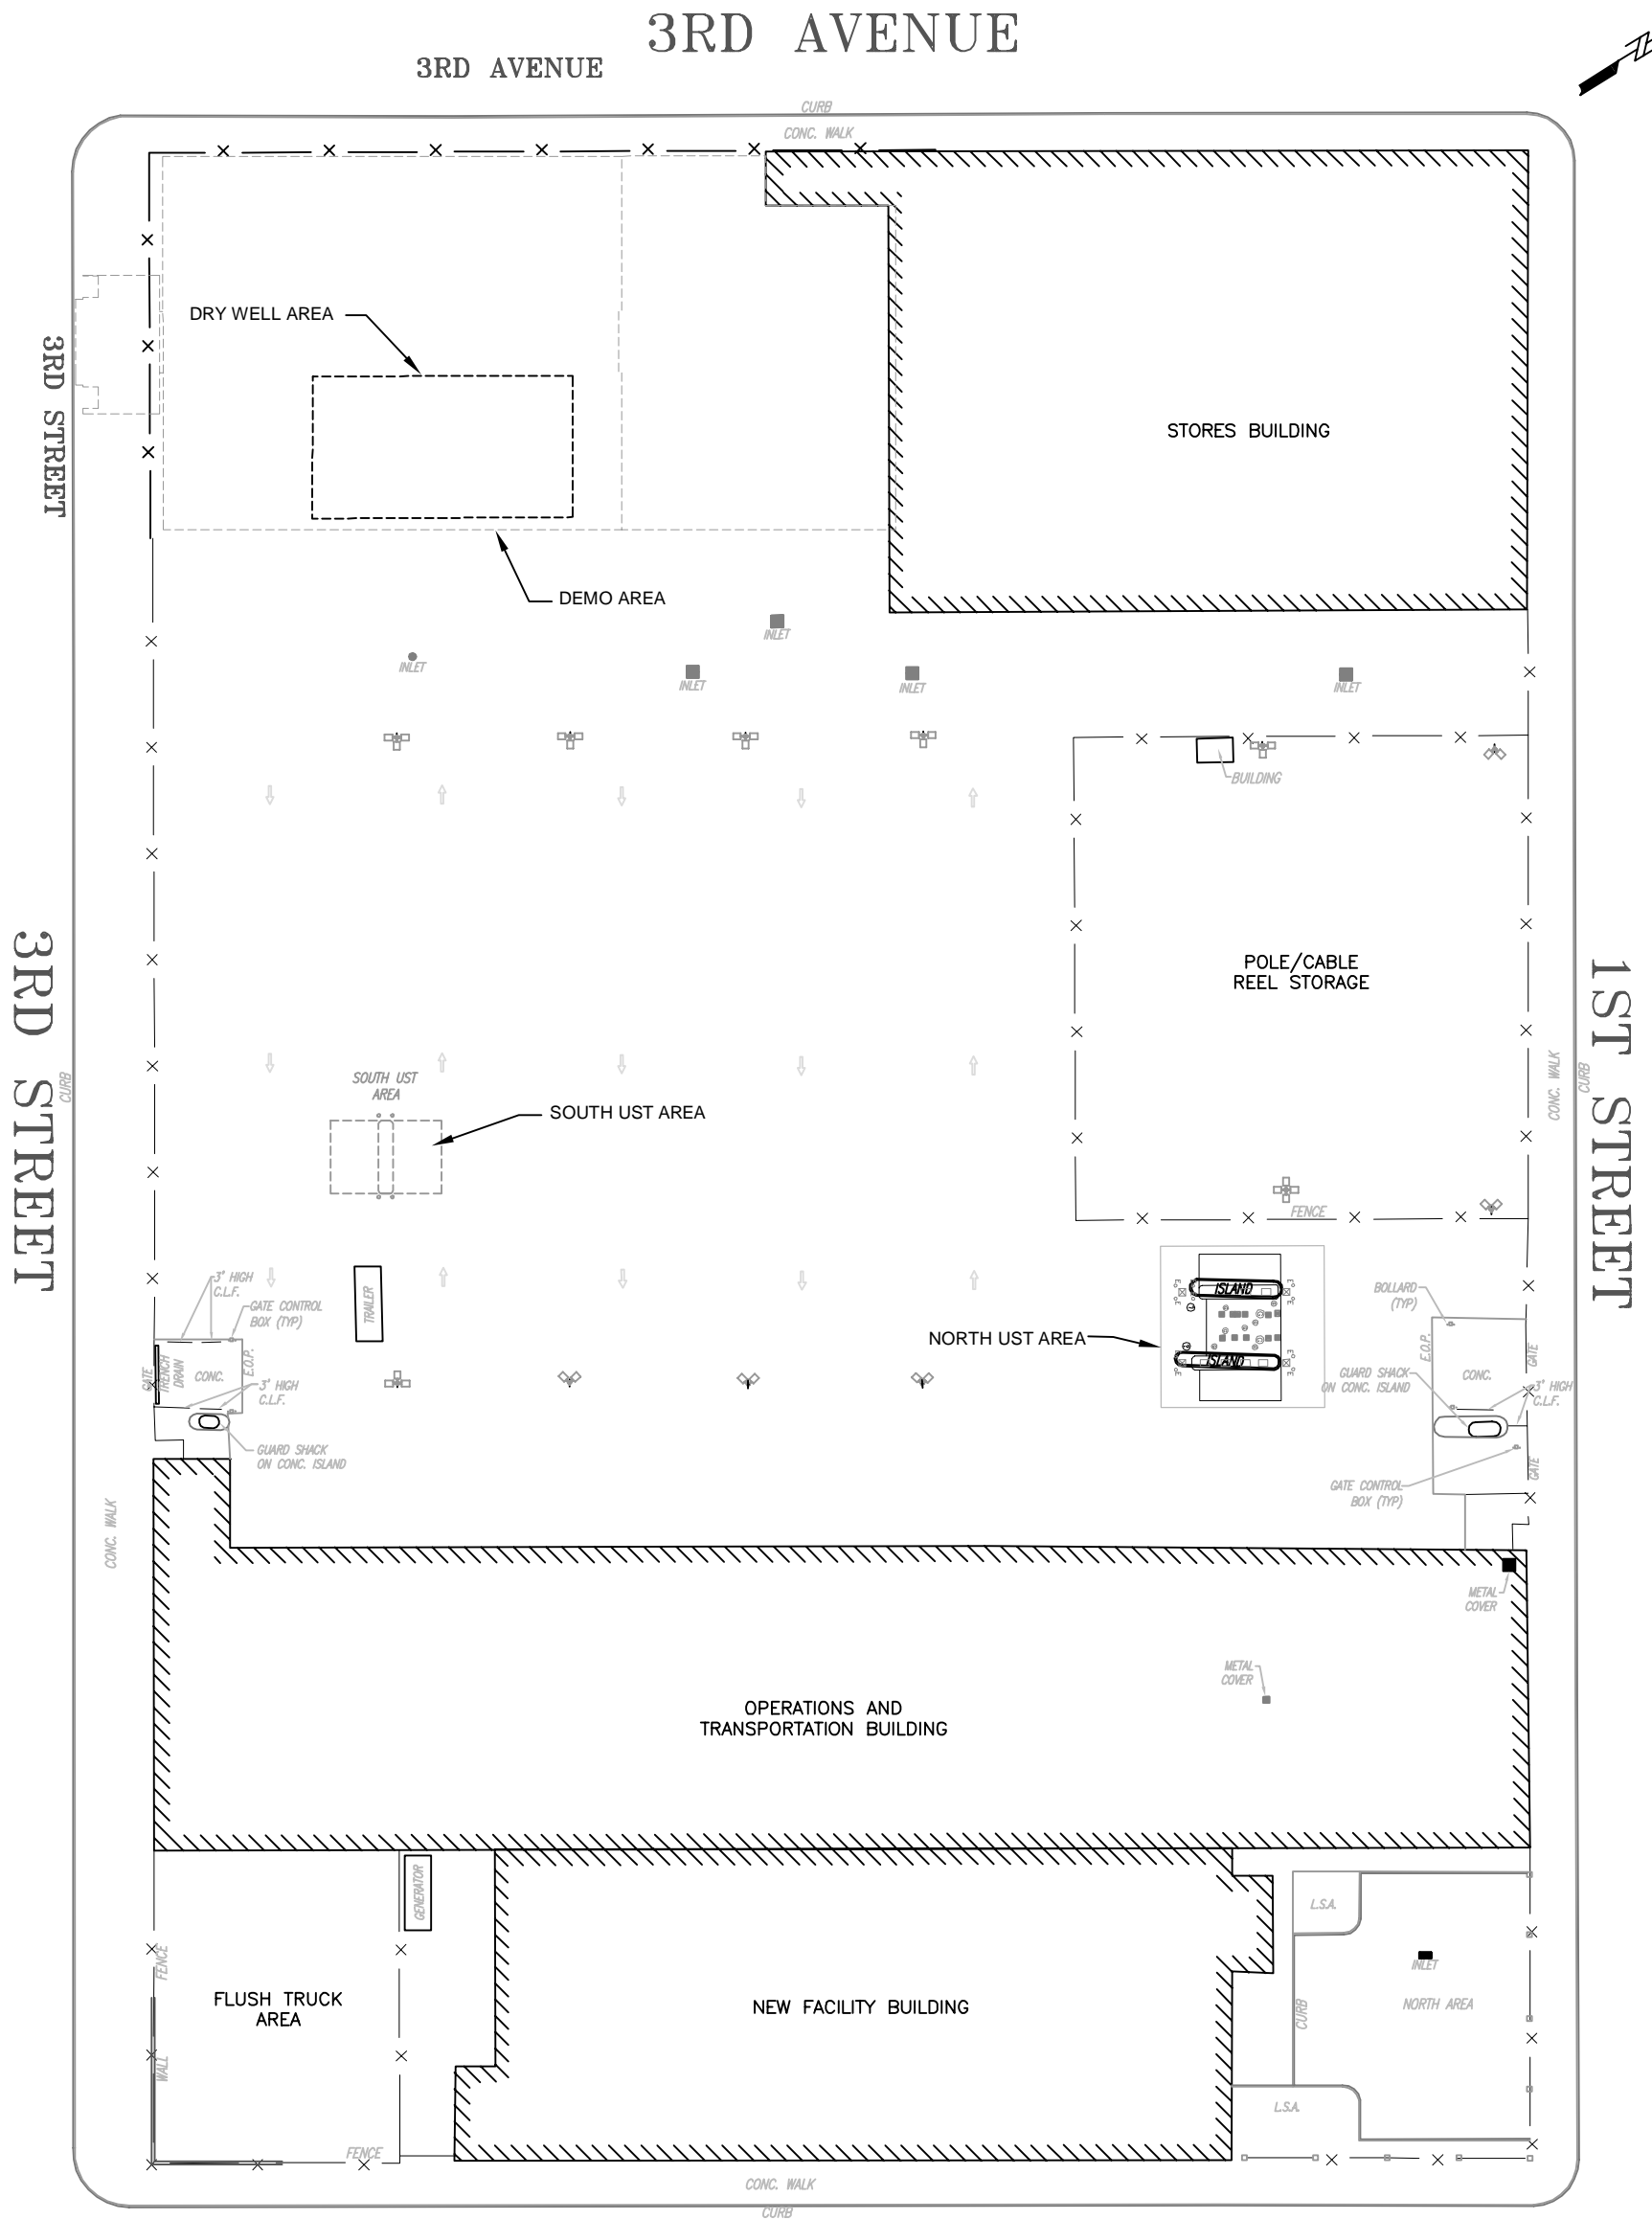 3RD AVENUE
3RD AVENUE
CURB
CONC. WALK
DRY WELL AREA
3RD STREET
STORES BUILDING
DEMO AREA
INLET
INLET
INLET
INLET
INLET
BUILDING
POLE/CABLE
REEL STORAGE
3RD STREET
1ST STREET
CURB
CONC. WALK
CURB
SOUTH UST
AREA
SOUTH UST AREA
FENCE
3' HIGH
C.L.F.
GATE CONTROL
BOX (TYP)
TRAILER
ISLAND
BOLLARD
(TYP)
NORTH UST AREA
ISLAND
GATE
TRENCH
DRAIN
CONC.
E.O.P.
3' HIGH
C.L.F.
E.O.P.
GATE
CONC.
GUARD SHACK
ON CONC. ISLAND
3' HIGH
C.L.F.
GUARD SHACK
ON CONC. ISLAND
GATE
GATE CONTROL
BOX (TYP)
CONC. WALK
METAL
COVER
METAL
COVER
OPERATIONS AND
TRANSPORTATION BUILDING
GENERATOR
L.S.A.
FENCE
INLET
FLUSH TRUCK
AREA
NEW FACILITY BUILDING
NORTH AREA
CURB
WALL
L.S.A.
FENCE
CONC. WALK
CURB